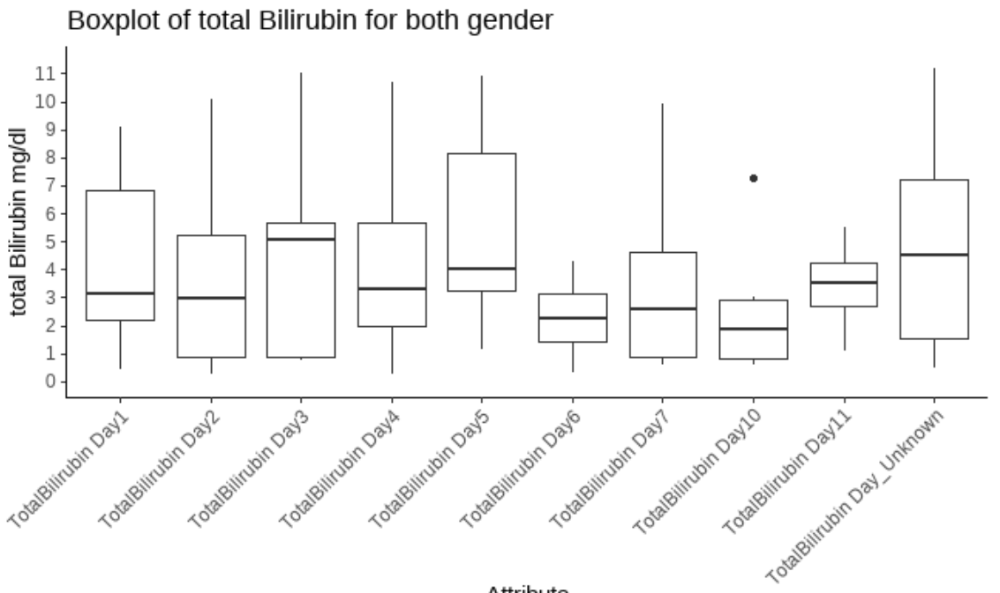 Boxplot of total Bilirubin for both gender
total Bilirubin mg/dl
11
10
9
8
7
6
5
4
3
2
1
0
TotalBilirubin Day1
TotalBilirubin Day2
TotalBilirubin Day3
TotalBilirubin Day4
TotalBilirubin Day5
TotalBilirubin Day6
TotalBilirubin Day7
TotalBilirubin Day10
TotalBilirubin Day11
TotalBilirubin Day_Unknown
Attribute